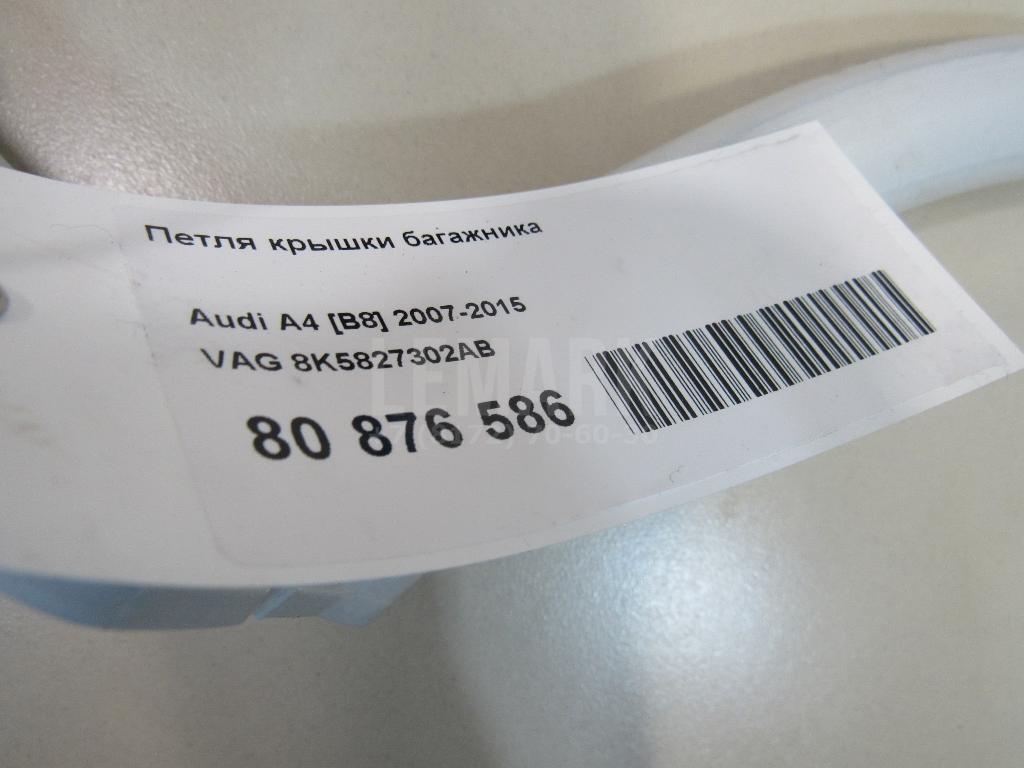 Петля крышки багажника
Audi A4 [B8] 2007-2015
VAG 8K5827302AB
80 876 586